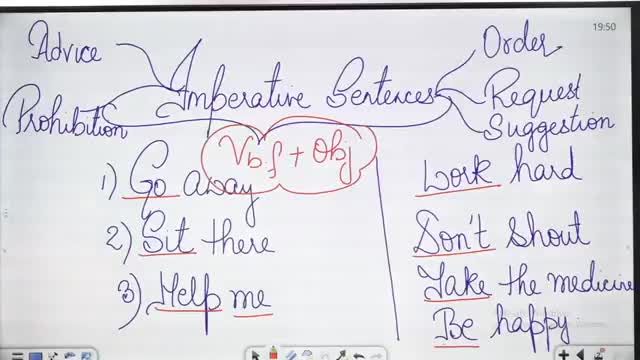 19:50
Advice
Order
Imperative Sentences
Prohibition
Request
Suggestion
Vb.f + Obj
1) Go away
2) Sit there
3) Help me
Work hard
Don't shout
Take the medicine
Be happy